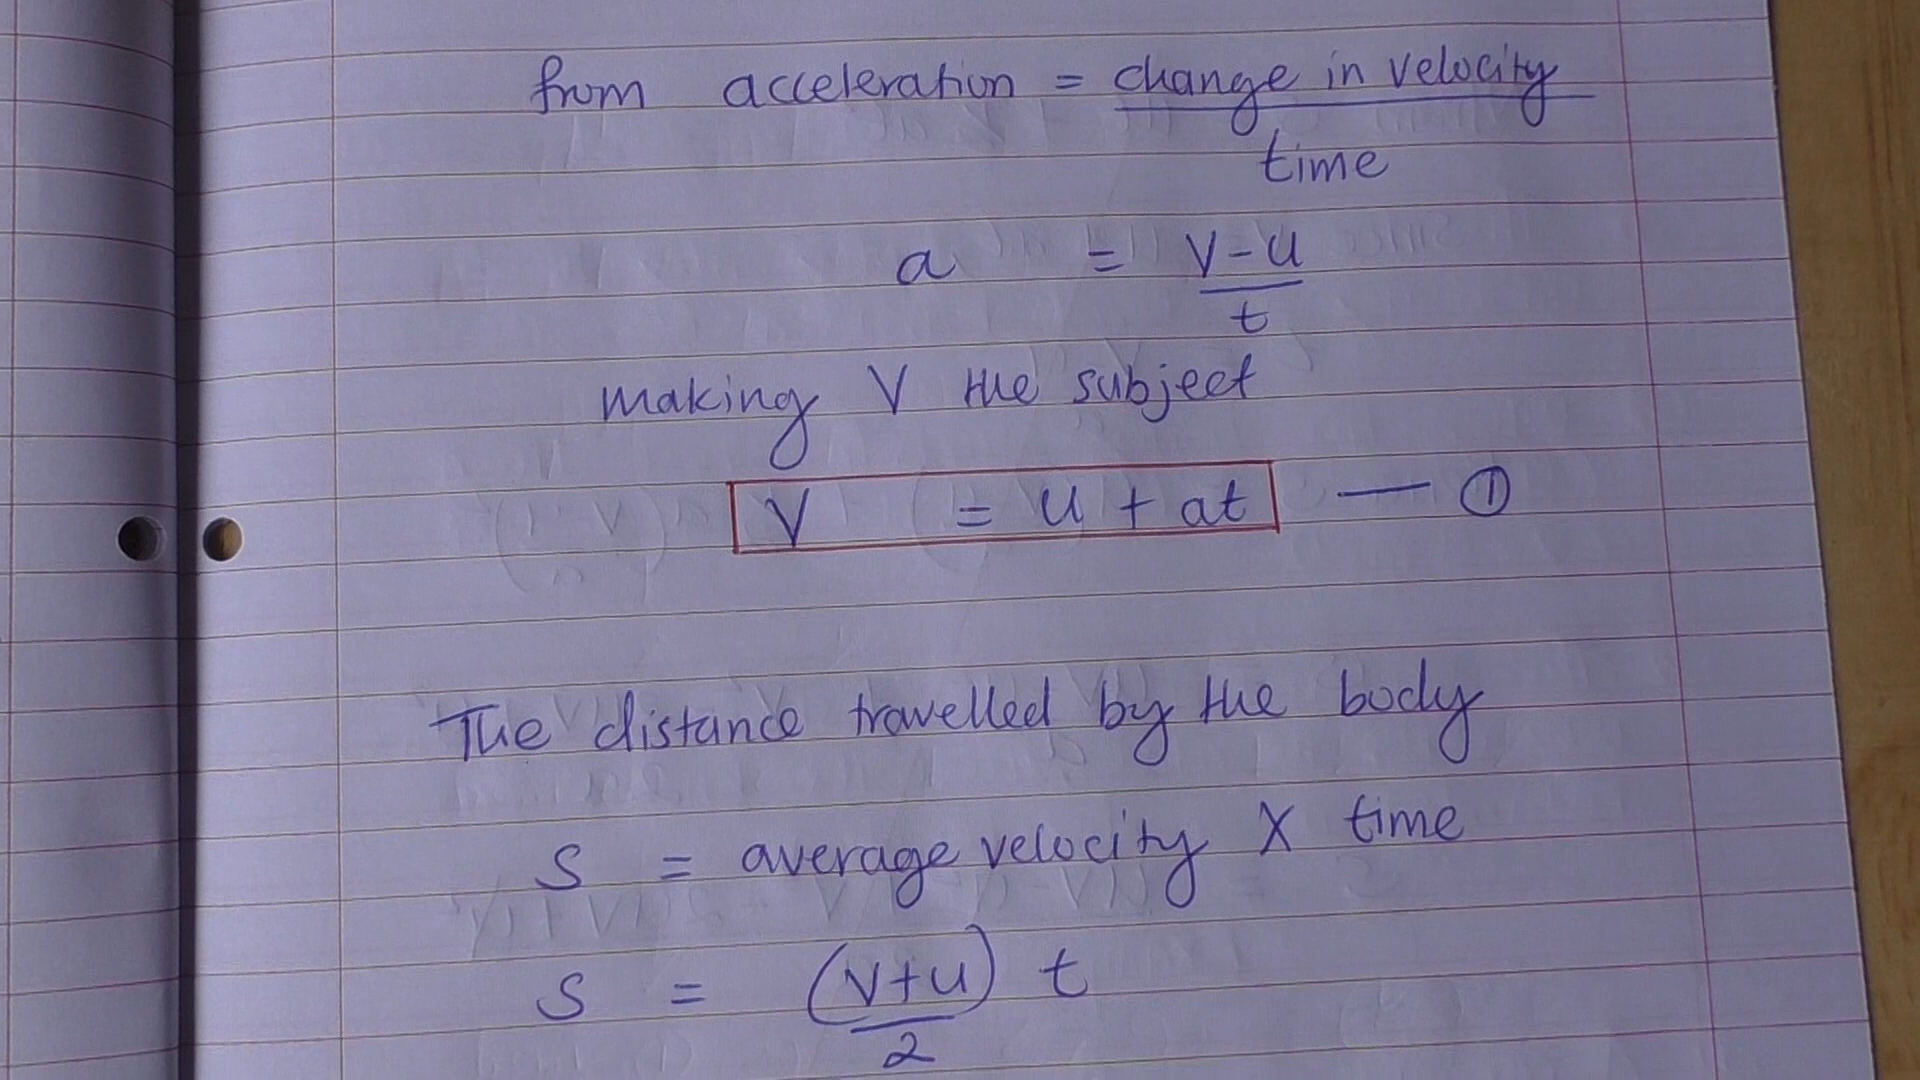 from acceleration = change in velocity
time
a = v-u
t
making V the subject
V = u + at — ①
The distance travelled by the body
S = average velocity X time
S = (v+u) t
2